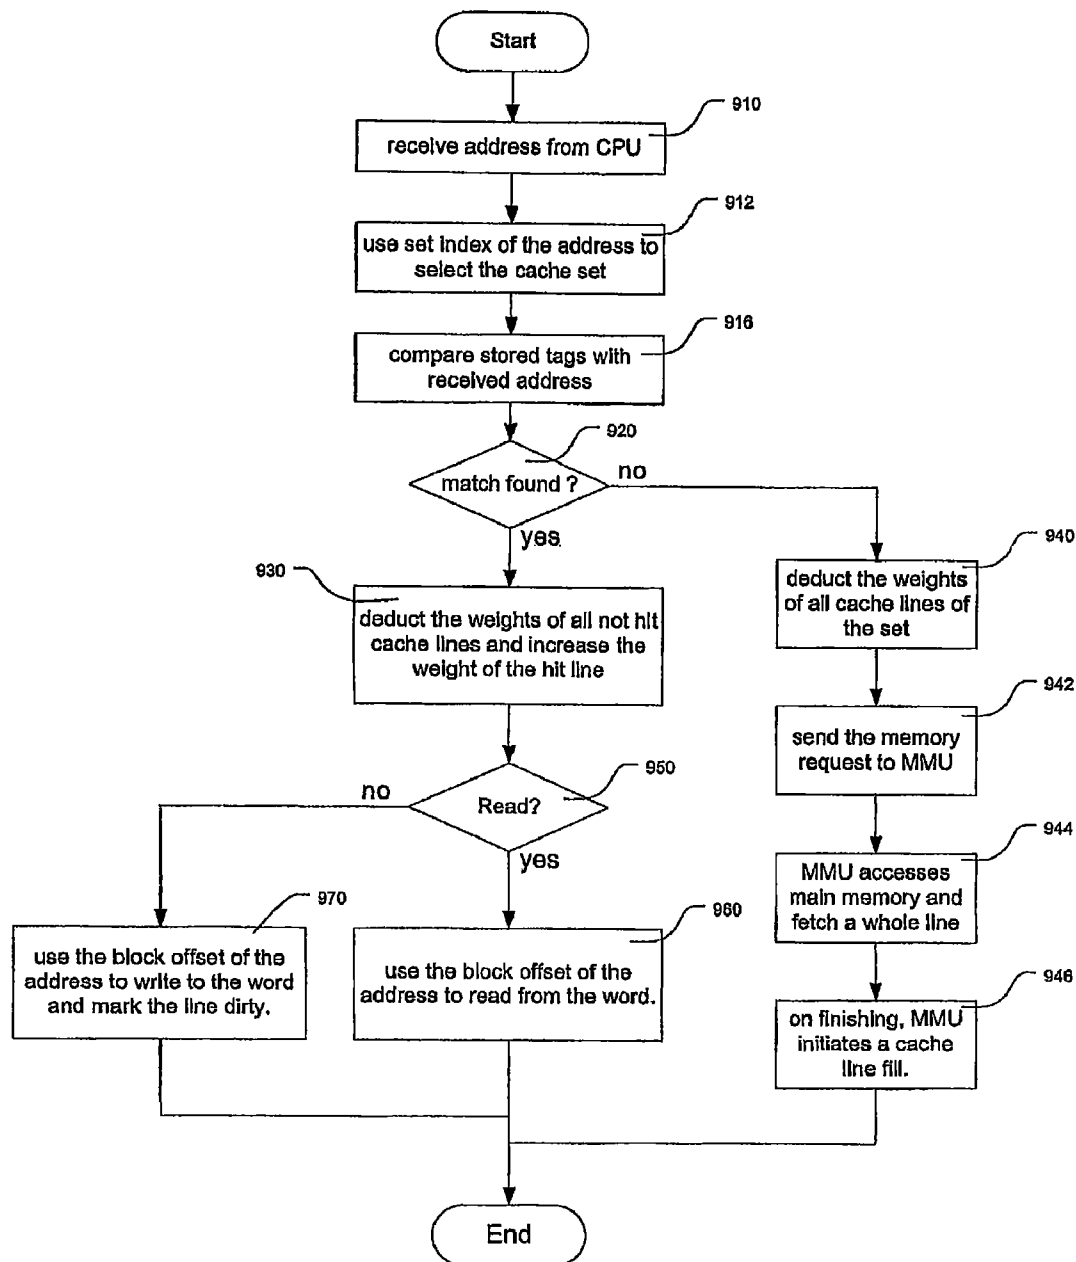 Start
910
receive address from CPU
912
use set index of the address to
select the cache set
916
compare stored tags with
received address
920
match found ?
no
yes
930
deduct the weights of all not hit
cache lines and increase the
weight of the hit line
940
deduct the weights
of all cache lines of
the set
942
send the memory
request to MMU
950
Read?
no
yes
944
MMU accesses
main memory and
fetch a whole line
970
use the block offset of the
address to write to the word
and mark the line dirty.
960
use the block offset of the
address to read from the word.
946
on finishing, MMU
initiates a cache
line fill.
End